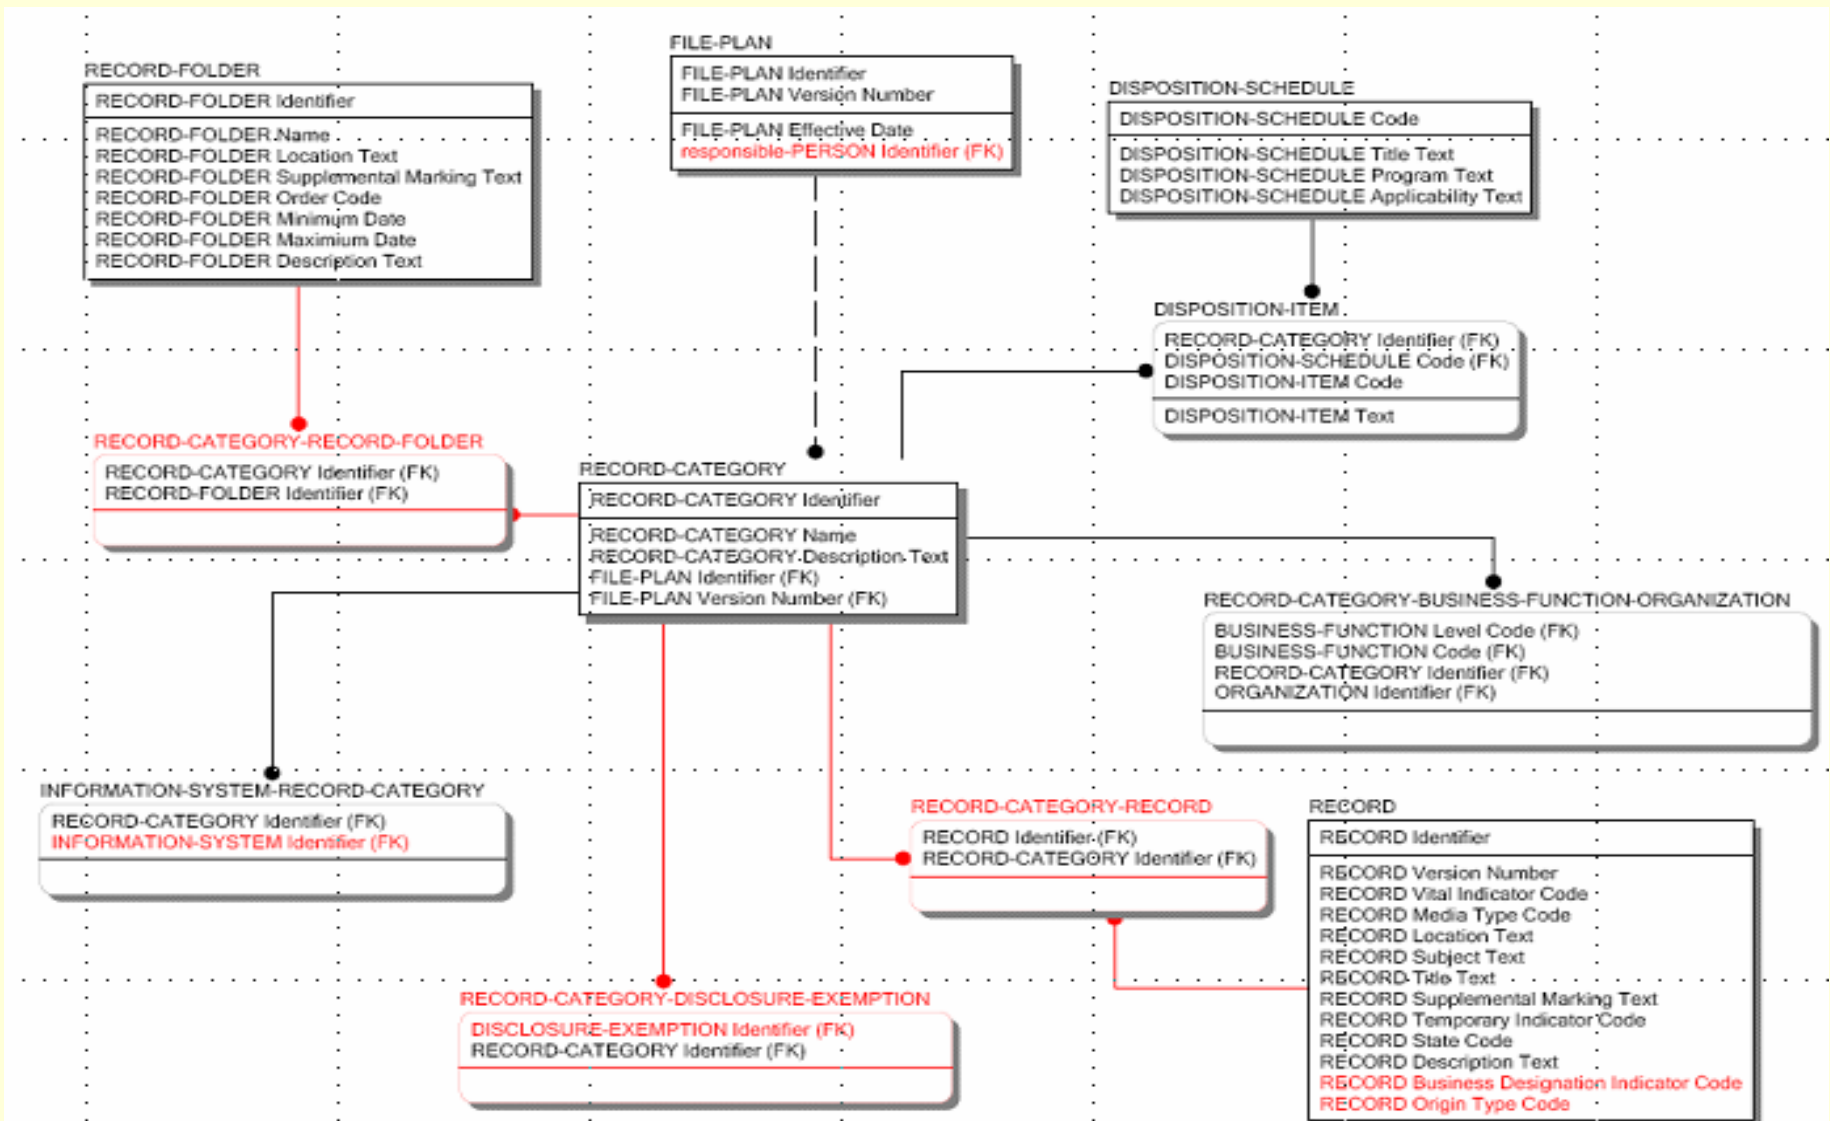 FILE-PLAN
FILE-PLAN Identifier
FILE-PLAN Version Number
FILE-PLAN Effective Date
responsible-PERSON Identifier (FK)
RECORD-FOLDER
RECORD-FOLDER Identifier
RECORD-FOLDER Name
RECORD-FOLDER Location Text
RECORD-FOLDER Supplemental Marking Text
RECORD-FOLDER Order Code
RECORD-FOLDER Minimum Date
RECORD-FOLDER Maximium Date
RECORD-FOLDER Description Text
DISPOSITION-SCHEDULE
DISPOSITION-SCHEDULE Code
DISPOSITION-SCHEDULE Title Text
DISPOSITION-SCHEDULE Program Text
DISPOSITION-SCHEDULE Applicability Text
DISPOSITION-ITEM
RECORD-CATEGORY Identifier (FK)
DISPOSITION-SCHEDULE Code (FK)
DISPOSITION-ITEM Code
DISPOSITION-ITEM Text
RECORD-CATEGORY-RECORD-FOLDER
RECORD-CATEGORY Identifier (FK)
RECORD-FOLDER Identifier (FK)
RECORD-CATEGORY
RECORD-CATEGORY Identifier
RECORD-CATEGORY Name
RECORD-CATEGORY Description Text
FILE-PLAN Identifier (FK)
FILE-PLAN Version Number (FK)
RECORD-CATEGORY-BUSINESS-FUNCTION-ORGANIZATION
BUSINESS-FUNCTION Level Code (FK)
BUSINESS-FUNCTION Code (FK)
RECORD-CATEGORY Identifier (FK)
ORGANIZATION Identifier (FK)
INFORMATION-SYSTEM-RECORD-CATEGORY
RECORD-CATEGORY Identifier (FK)
INFORMATION-SYSTEM Identifier (FK)
RECORD-CATEGORY-RECORD
RECORD Identifier (FK)
RECORD-CATEGORY Identifier (FK)
RECORD
RECORD Identifier
RECORD Version Number
RECORD Vital Indicator Code
RECORD Media Type Code
RECORD Location Text
RECORD Subject Text
RECORD Title Text
RECORD Supplemental Marking Text
RECORD Temporary Indicator Code
RECORD State Code
RECORD Description Text
RECORD Business Designation Indicator Code
RECORD Origin Type Code
RECORD-CATEGORY-DISCLOSURE-EXEMPTION
DISCLOSURE-EXEMPTION Identifier (FK)
RECORD-CATEGORY Identifier (FK)